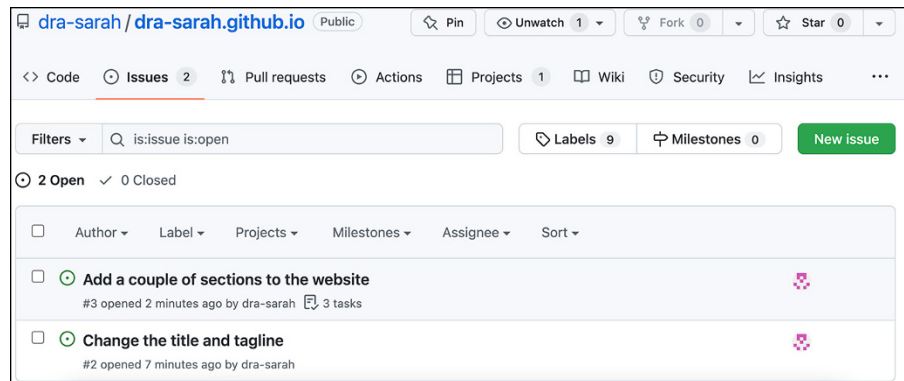 dra-sarah / dra-sarah.github.io Public Pin Unwatch 1 Fork 0 Star 0
Code Issues 2 Pull requests Actions Projects 1 Wiki Security Insights ...
Filters is:issue is:open Labels 9 Milestones 0 New issue
2 Open 0 Closed
Author Label Projects Milestones Assignee Sort
Add a couple of sections to the website
#3 opened 2 minutes ago by dra-sarah 3 tasks
Change the title and tagline
#2 opened 7 minutes ago by dra-sarah